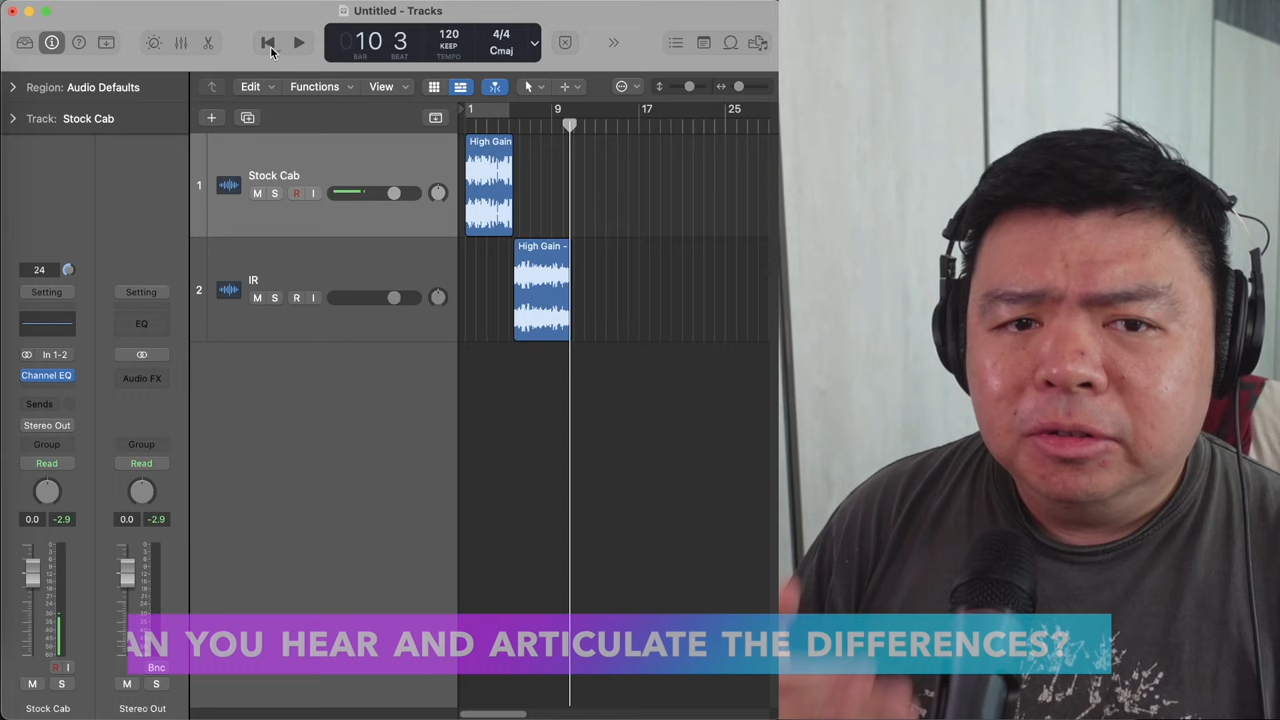 Untitled - Tracks
10 3
BAR BEAT
120
KEEP
TEMPO
4/4
Cmaj
Region: Audio Defaults
Track: Stock Cab
Edit Functions View
1 9 17 25
1
Stock Cab
M S R I
High Gain
2
IR
M S R I
High Gain -
24
Setting Setting
EQ
In 1-2
Channel EQ Audio FX
Sends
Stereo Out
Group Group
Read Read
0.0 -2.9 0.0 -2.9
R I Bnc
M S M S
Stock Cab Stereo Out
AN YOU HEAR AND ARTICULATE THE DIFFERENCES?